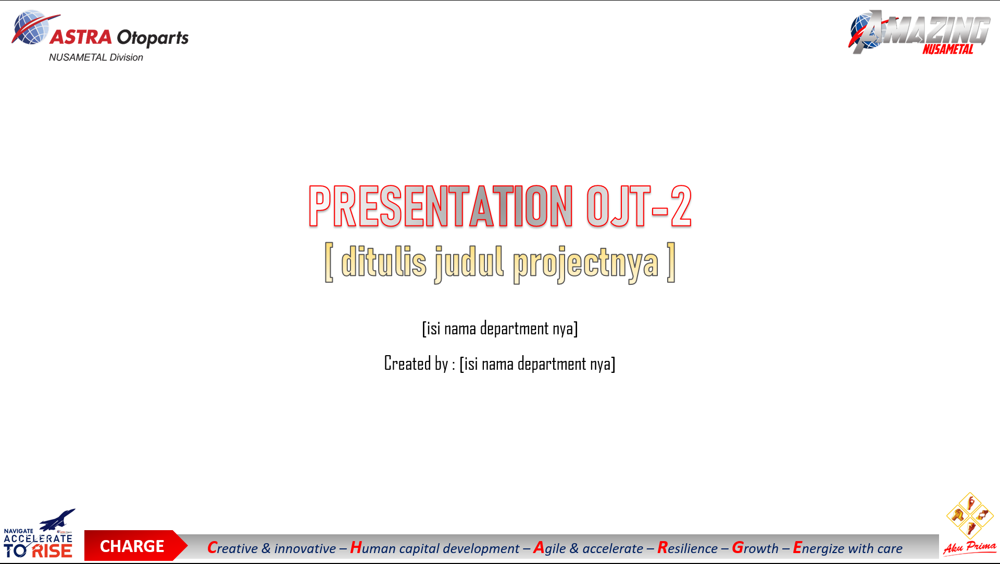 ASTRA Otoparts
NUSAMETAL Division
AMAZING
NUSAMETAL
PRESENTATION OJT-2
[ ditulis judul projectnya ]
[isi nama department nya]
Created by : [isi nama department nya]
NAVIGATE
ACCELERATE
TO RISE
CHARGE
Creative & innovative – Human capital development – Agile & accelerate – Resilience – Growth – Energize with care
Aku Prima